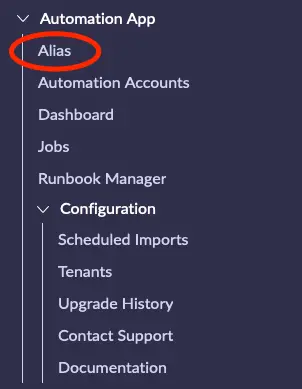 Automation App
Alias
Automation Accounts
Dashboard
Jobs
Runbook Manager
Configuration
Scheduled Imports
Tenants
Upgrade History
Contact Support
Documentation